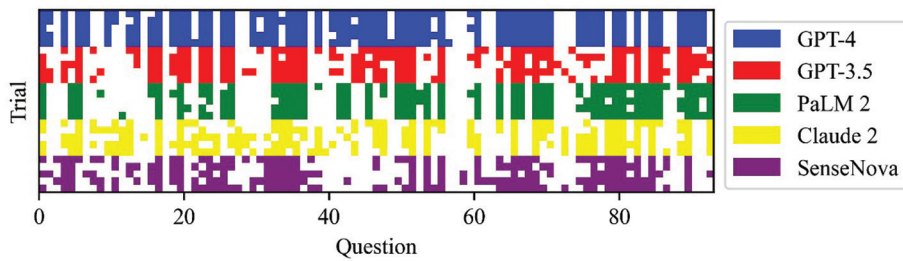 Trial
0 20 40 60 80
Question
GPT-4
GPT-3.5
PaLM 2
Claude 2
SenseNova